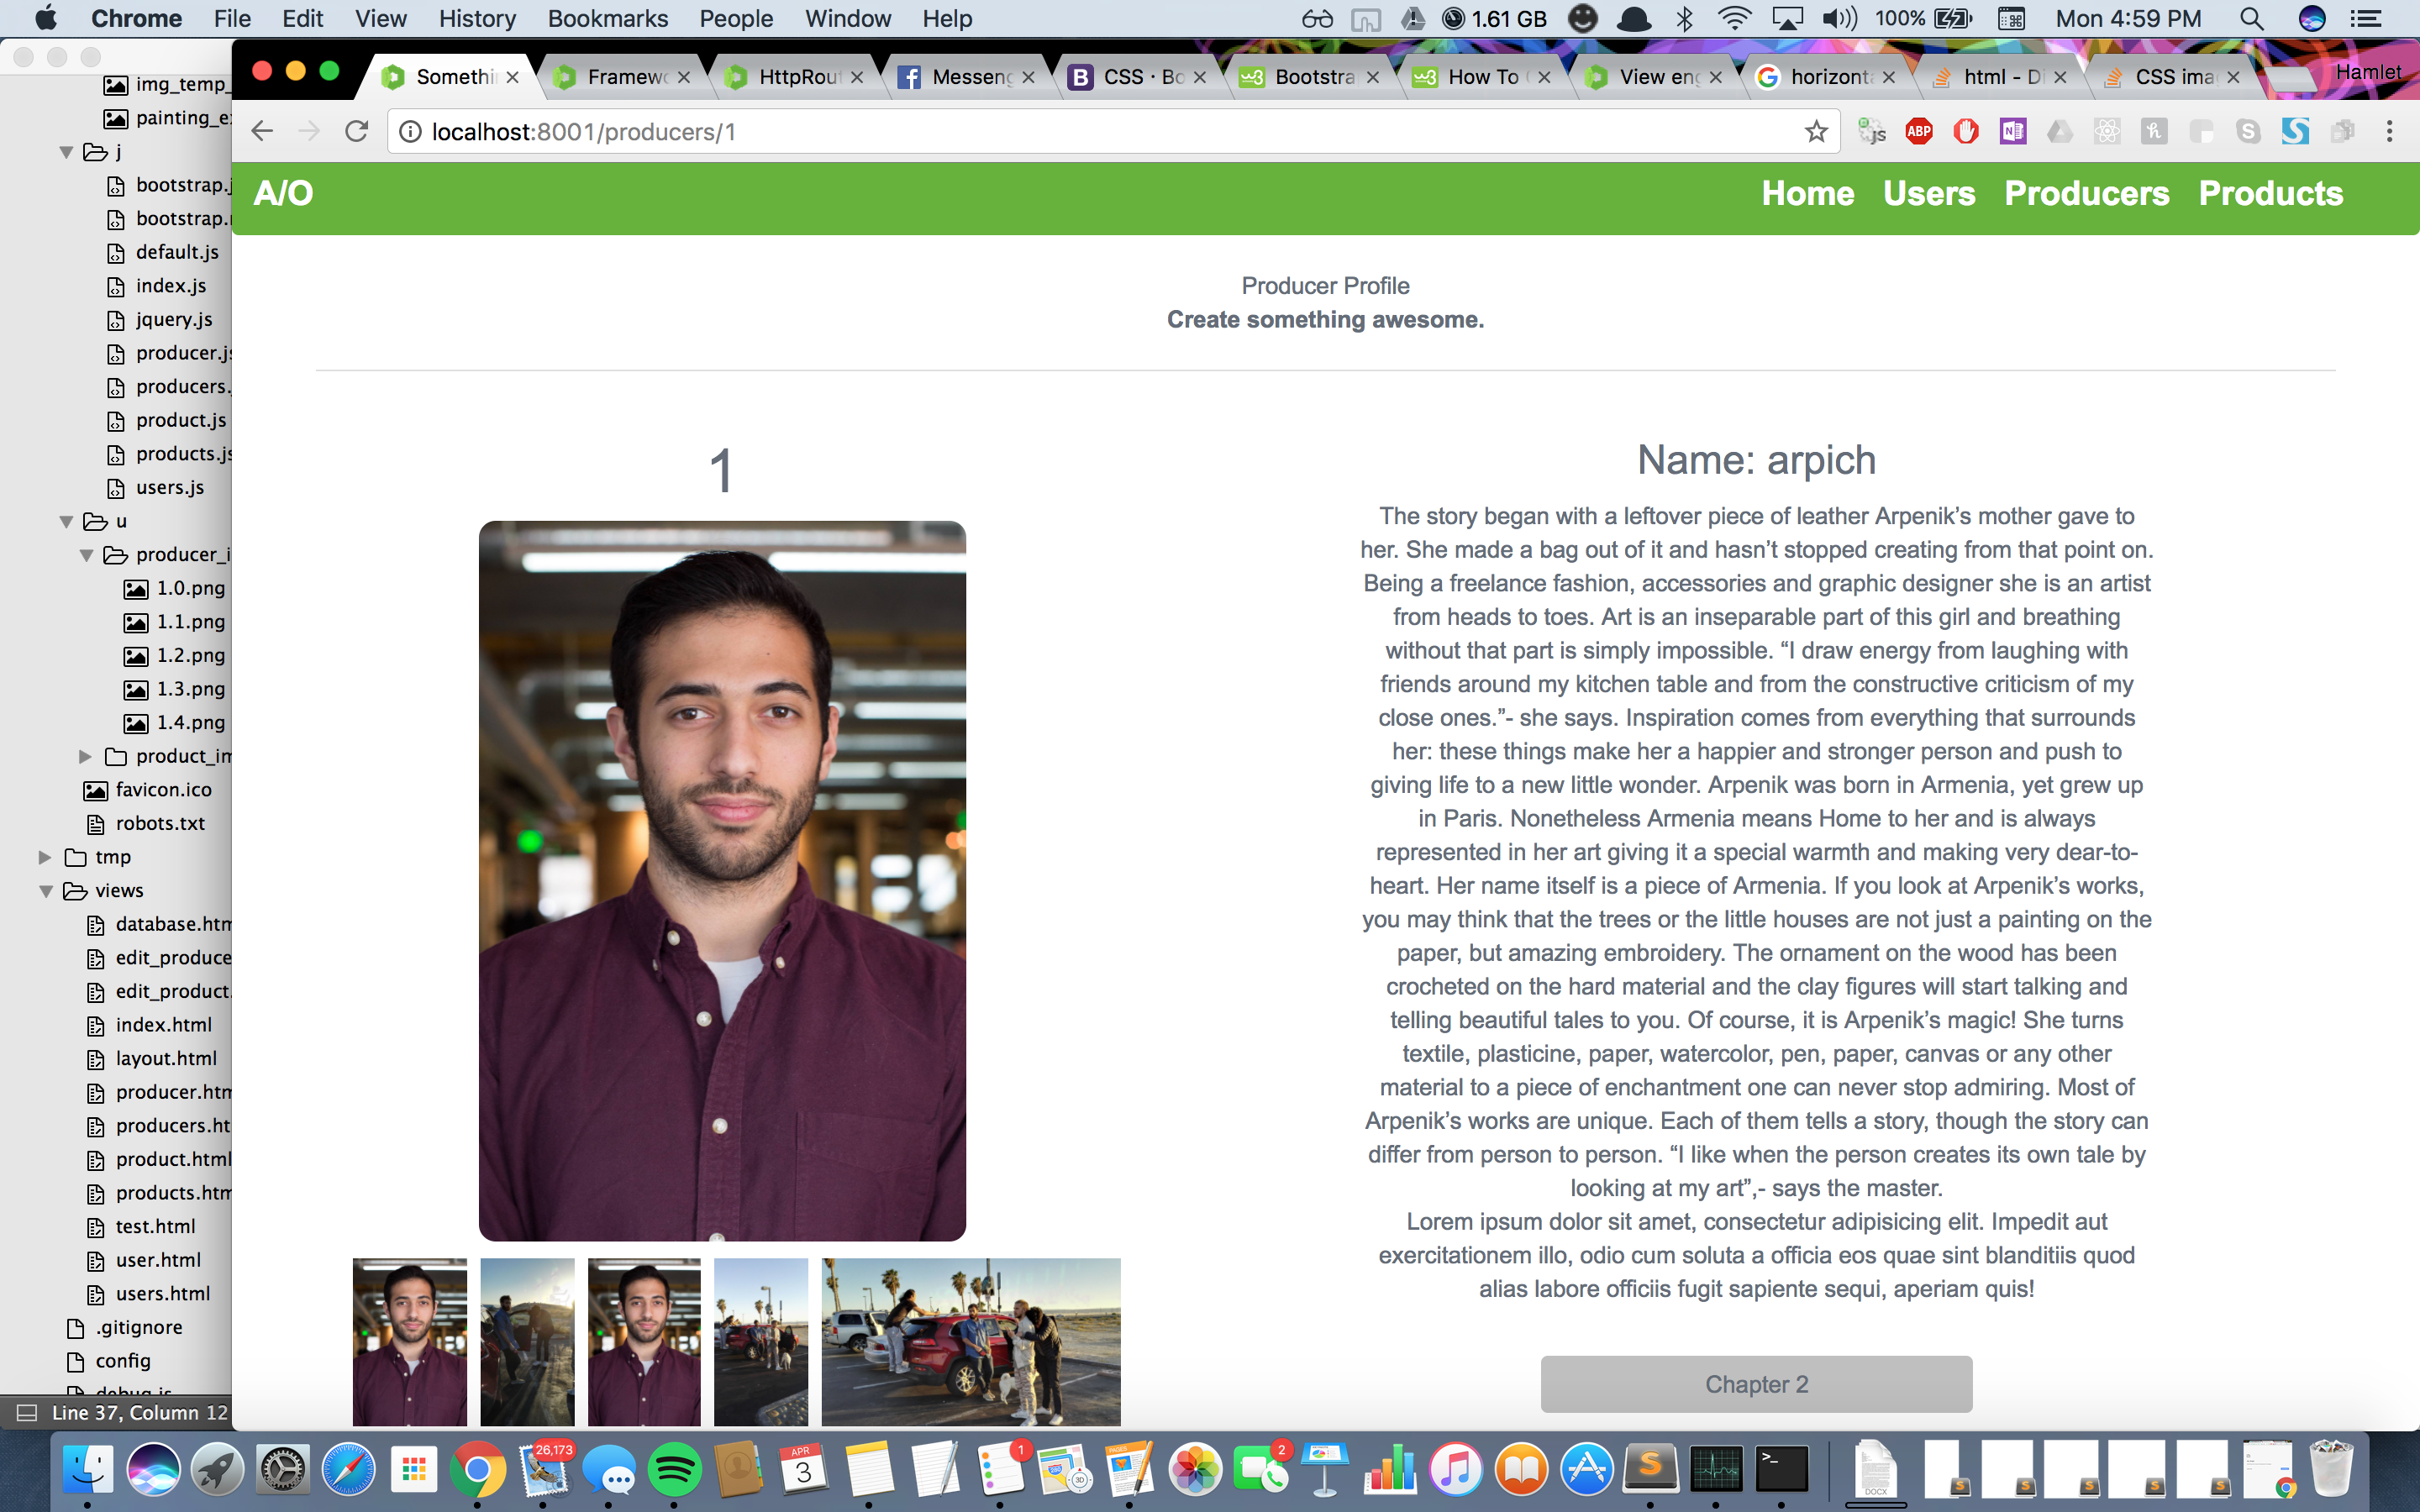 Chrome File Edit View History Bookmarks People Window Help 1.61 GB 100% Mon 4:59 PM
Somethi Framewo HttpRou Messeng CSS · Bo Bootstra How To View en horizonta html - Di CSS ima Hamlet
localhost:8001/producers/1
img_temp_
painting_ex
j
bootstrap.j
bootstrap.
default.js
index.js
jquery.js
producer.js
producers.
product.js
products.js
users.js
u
producer_i
1.0.png
1.1.png
1.2.png
1.3.png
1.4.png
product_im
favicon.ico
robots.txt
tmp
views
database.htm
edit_produce
edit_product.
index.html
layout.html
producer.htm
producers.ht
product.html
products.htm
test.html
user.html
users.html
.gitignore
config
debug.js
Line 37, Column 12
A/O Home Users Producers Products
Producer Profile
Create something awesome.
1
Name: arpich
The story began with a leftover piece of leather Arpenik’s mother gave to
her. She made a bag out of it and hasn’t stopped creating from that point on.
Being a freelance fashion, accessories and graphic designer she is an artist
from heads to toes. Art is an inseparable part of this girl and breathing
without that part is simply impossible. “I draw energy from laughing with
friends around my kitchen table and from the constructive criticism of my
close ones.”- she says. Inspiration comes from everything that surrounds
her: these things make her a happier and stronger person and push to
giving life to a new little wonder. Arpenik was born in Armenia, yet grew up
in Paris. Nonetheless Armenia means Home to her and is always
represented in her art giving it a special warmth and making very dear-to-
heart. Her name itself is a piece of Armenia. If you look at Arpenik’s works,
you may think that the trees or the little houses are not just a painting on the
paper, but amazing embroidery. The ornament on the wood has been
crocheted on the hard material and the clay figures will start talking and
telling beautiful tales to you. Of course, it is Arpenik’s magic! She turns
textile, plasticine, paper, watercolor, pen, paper, canvas or any other
material to a piece of enchantment one can never stop admiring. Most of
Arpenik’s works are unique. Each of them tells a story, though the story can
differ from person to person. “I like when the person creates its own tale by
looking at my art”,- says the master.
Lorem ipsum dolor sit amet, consectetur adipisicing elit. Impedit aut
exercitationem illo, odio cum soluta a officia eos quae sint blanditiis quod
alias labore officiis fugit sapiente sequi, aperiam quis!
Chapter 2
26,173 APR 3 1 2
PAGES
DOCX